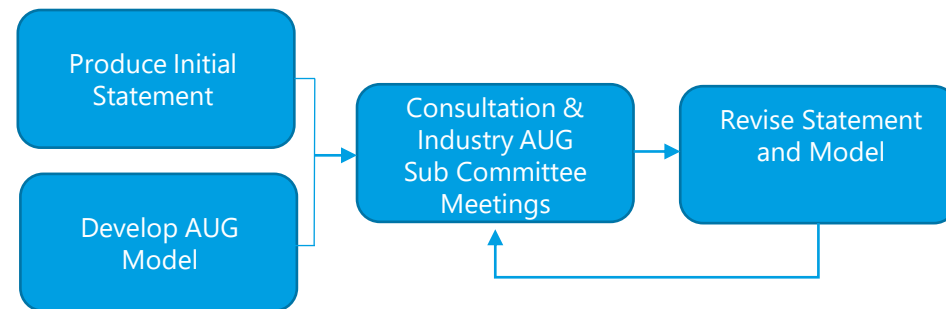 Produce Initial
Statement
Develop AUG
Model
Consultation &
Industry AUG
Sub Committee
Meetings
Revise Statement
and Model